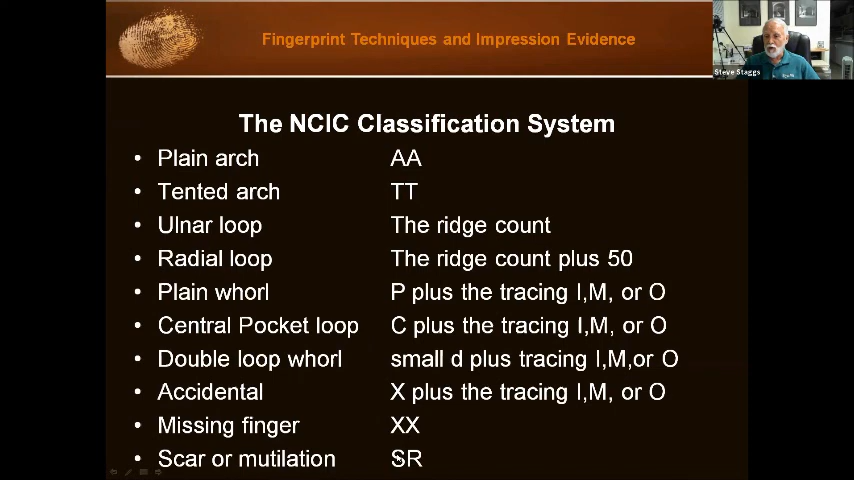 Fingerprint Techniques and Impression Evidence
Steve Staggs
The NCIC Classification System
• Plain arch AA
• Tented arch TT
• Ulnar loop The ridge count
• Radial loop The ridge count plus 50
• Plain whorl P plus the tracing I,M, or O
• Central Pocket loop C plus the tracing I,M, or O
• Double loop whorl small d plus tracing I,M,or O
• Accidental X plus the tracing I,M, or O
• Missing finger XX
• Scar or mutilation SR